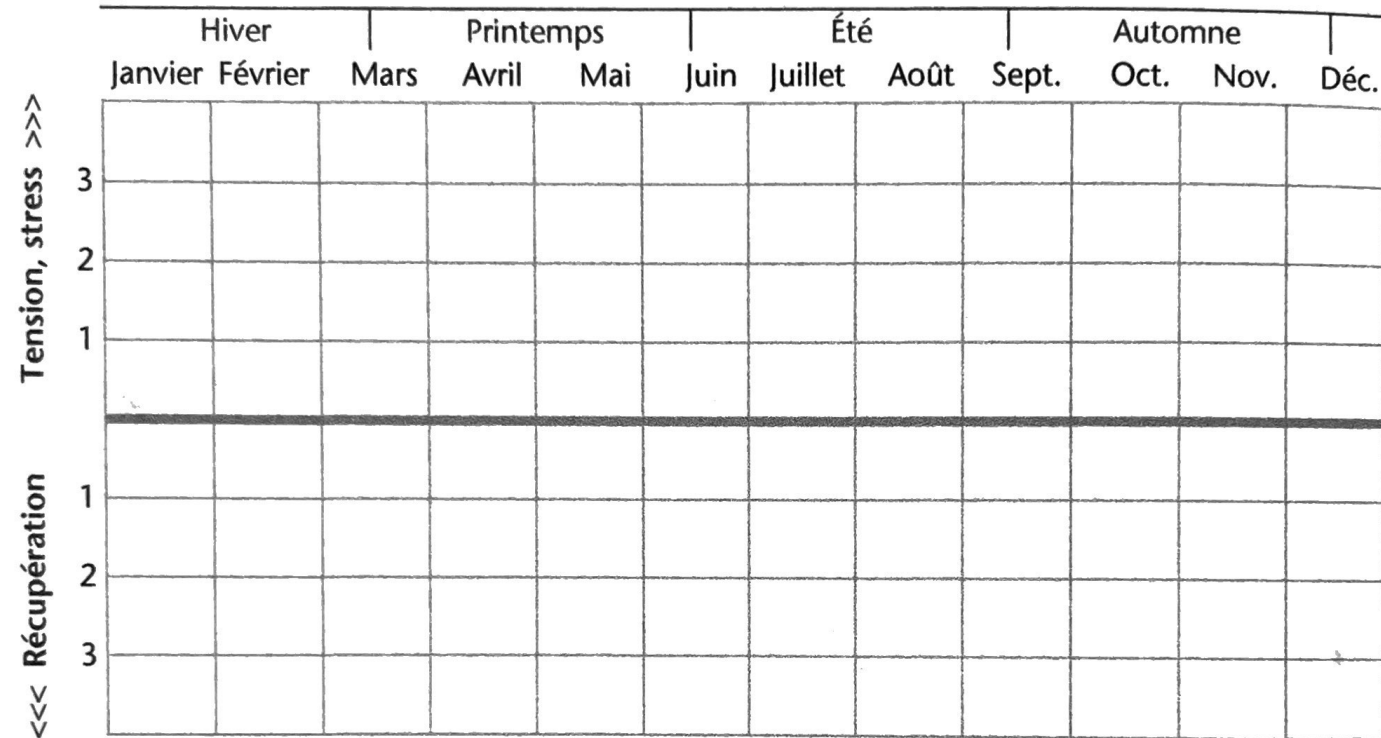 Hiver Printemps Été Automne
Janvier Février Mars Avril Mai Juin Juillet Août Sept. Oct. Nov. Déc.
Tension, stress >>>
3
2
1
<<< Récupération
1
2
3